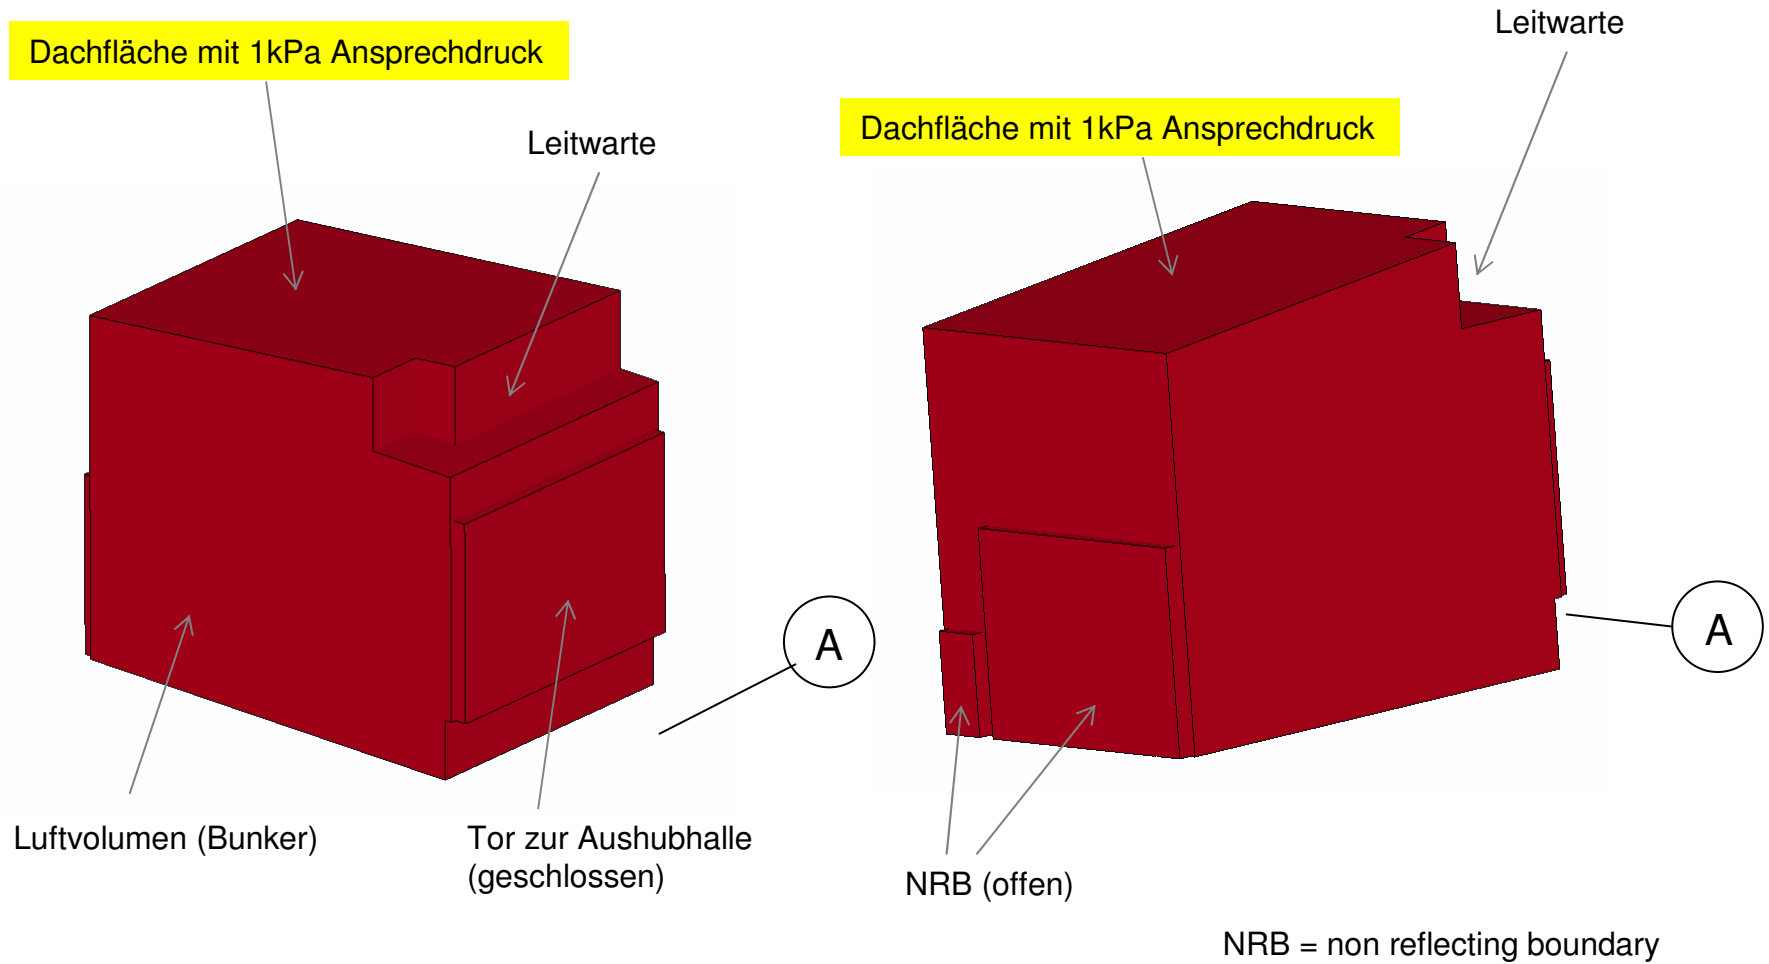 Leitwarte
Dachfläche mit 1kPa Ansprechdruck
Dachfläche mit 1kPa Ansprechdruck
Leitwarte
A
A
Luftvolumen (Bunker)
Tor zur Aushubhalle
(geschlossen)
NRB (offen)
NRB = non reflecting boundary